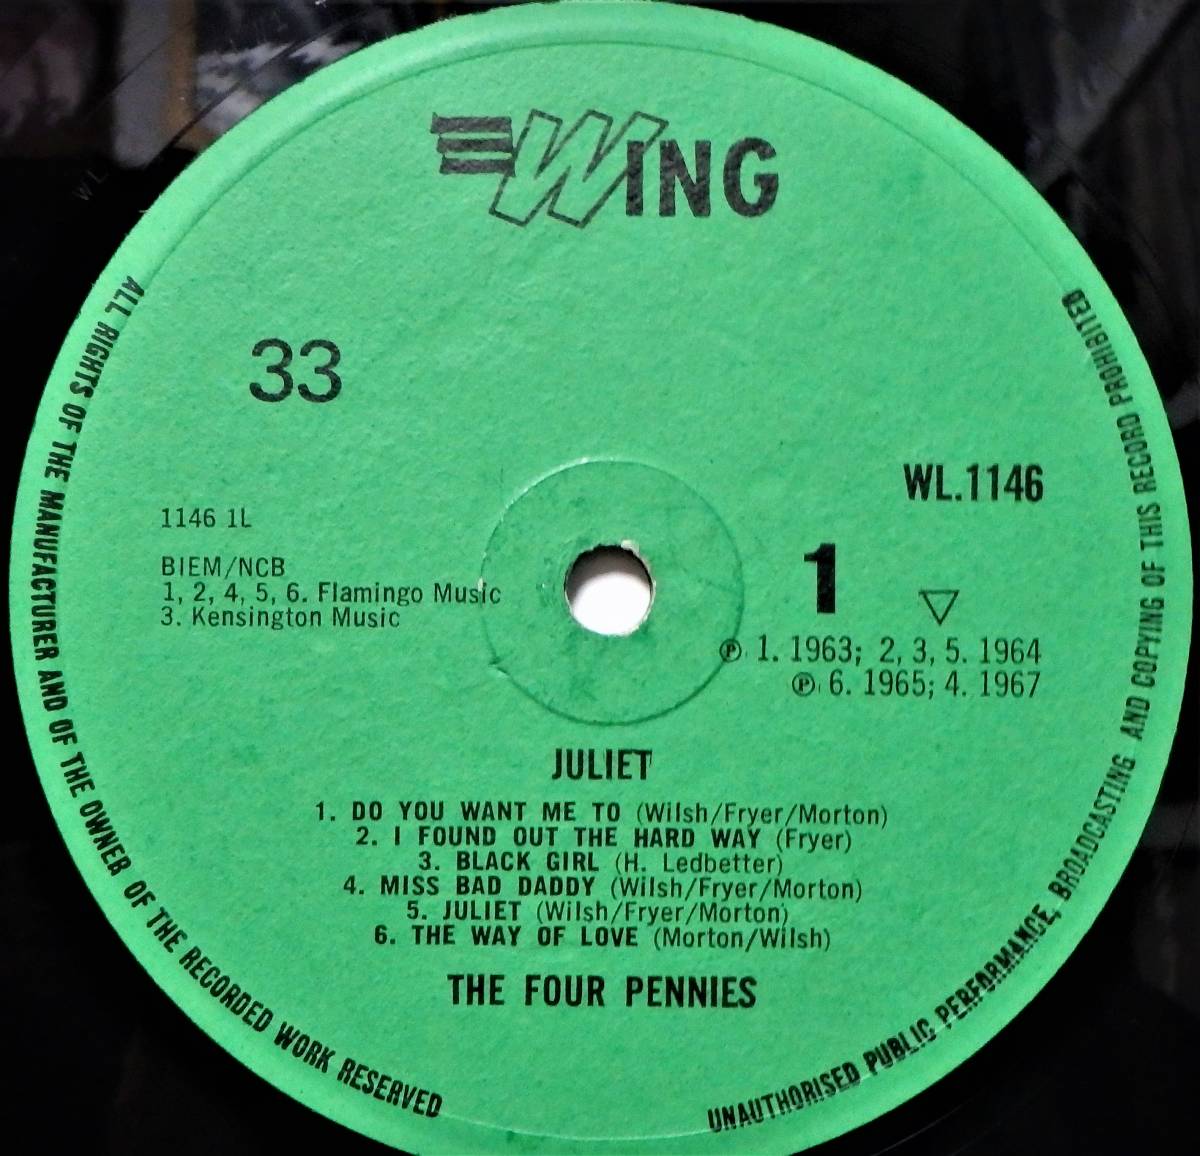 WING
33
WL.1146
1146 1L
BIEM/NCB
1, 2, 4, 5, 6. Flamingo Music
3. Kensington Music
1 ▽
Ⓟ 1. 1963; 2, 3, 5. 1964
Ⓟ 6. 1965; 4. 1967
JULIET
1. DO YOU WANT ME TO (Wilsh/Fryer/Morton)
2. I FOUND OUT THE HARD WAY (Fryer)
3. BLACK GIRL (H. Ledbetter)
4. MISS BAD DADDY (Wilsh/Fryer/Morton)
5. JULIET (Wilsh/Fryer/Morton)
6. THE WAY OF LOVE (Morton/Wilsh)
THE FOUR PENNIES
ALL RIGHTS OF THE MANUFACTURER AND OF THE OWNER OF THE RECORDED WORK RESERVED
UNAUTHORISED PUBLIC PERFORMANCE, BROADCASTING AND COPYING OF THIS RECORD PROHIBITED